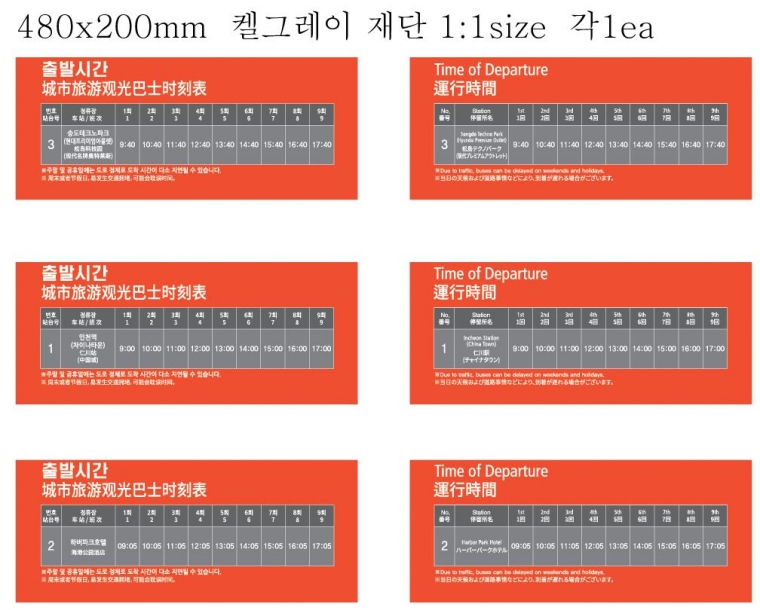 480x200mm 켈그레이 재단 1:1size 각1ea
출발시간
城市旅游观光巴士时刻表
번호 정류장 1회 2회 3회 4회 5회 6회 7회 8회 9회
站台号 车 站 / 班 次 1 2 3 4 5 6 7 8 9
3 송도테크노파크 9:40 10:40 11:40 12:40 13:40 14:40 15:40 16:40 17:40
(현대프리미엄아울렛)
松岛科技园
(现代名牌奥特莱斯)
※주말 및 공휴일에는 도로 정체로 도착 시간이 다소 지연될 수 있습니다.
※ 周末或者节假日, 易发生交通拥堵, 可能会耽误时间。
Time of Departure
運行時間
No. Station 1st 2nd 3rd 4th 5th 6th 7th 8th 9th
番号 停留所名 1回 2回 3回 4回 5回 6回 7回 8回 9回
3 Songdo Techno Park 9:40 10:40 11:40 12:40 13:40 14:40 15:40 16:40 17:40
(Hyundai Premium Outlet)
松島テクノパーク
(現代プレミアムアウトレット)
※Due to traffic, buses can be delayed on weekends and holidays.
※当日の天候および道路事情などにより、到着が遅れる場合がございます。
출발시간
城市旅游观光巴士时刻表
번호 정류장 1회 2회 3회 4회 5회 6회 7회 8회 9회
站台号 车 站 / 班 次 1 2 3 4 5 6 7 8 9
1 인천역 9:00 10:00 11:00 12:00 13:00 14:00 15:00 16:00 17:00
(차이나타운)
仁川站
(中国城)
※주말 및 공휴일에는 도로 정체로 도착 시간이 다소 지연될 수 있습니다.
※ 周末或者节假日, 易发生交通拥堵, 可能会耽误时间。
Time of Departure
運行時間
No. Station 1st 2nd 3rd 4th 5th 6th 7th 8th 9th
番号 停留所名 1回 2回 3回 4回 5回 6回 7回 8回 9回
1 Incheon Station 9:00 10:00 11:00 12:00 13:00 14:00 15:00 16:00 17:00
(China Town)
仁川駅
(チャイナタウン)
※Due to traffic, buses can be delayed on weekends and holidays.
※当日の天候および道路事情などにより、到着が遅れる場合がございます。
출발시간
城市旅游观光巴士时刻表
번호 정류장 1회 2회 3회 4회 5회 6회 7회 8회 9회
站台号 车 站 / 班 次 1 2 3 4 5 6 7 8 9
2 하버파크호텔 09:05 10:05 11:05 12:05 13:05 14:05 15:05 16:05 17:05
海港公园酒店
※주말 및 공휴일에는 도로 정체로 도착 시간이 다소 지연될 수 있습니다.
※ 周末或者节假日, 易发生交通拥堵, 可能会耽误时间。
Time of Departure
運行時間
No. Station 1st 2nd 3rd 4th 5th 6th 7th 8th 9th
番号 停留所名 1回 2回 3回 4回 5回 6回 7回 8回 9回
2 Harbor Park Hotel 09:05 10:05 11:05 12:05 13:05 14:05 15:05 16:05 17:05
ハーバーパークホテル
※Due to traffic, buses can be delayed on weekends and holidays.
※当日の天候および道路事情などにより、到着が遅れる場合がございます。